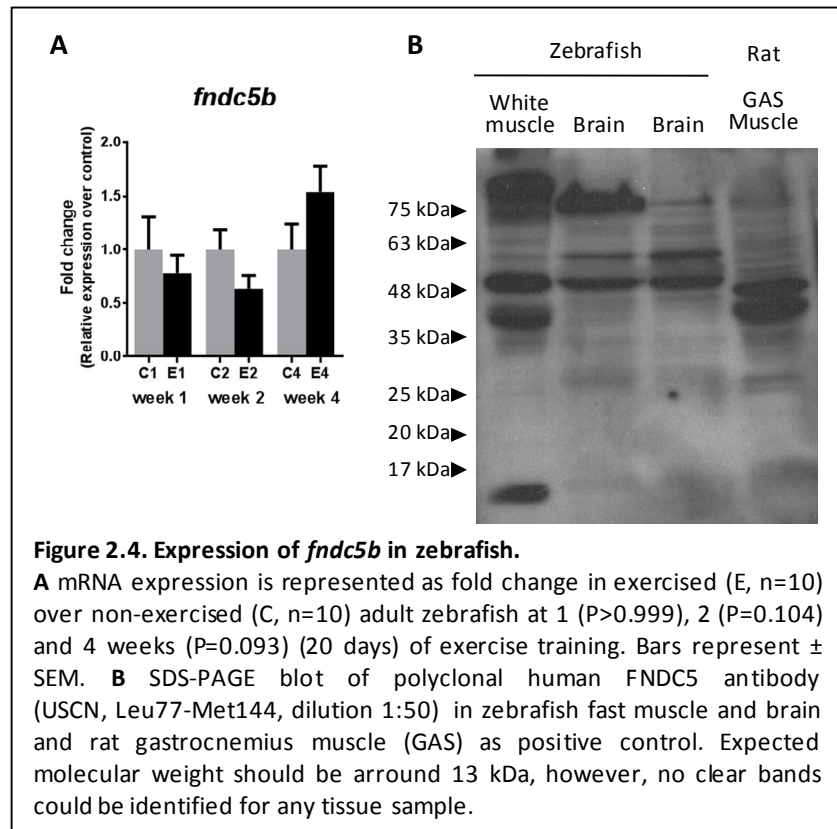 A
fndc5b
Fold change
(Relative expression over control)
2.0
1.5
1.0
0.5
0.0
C1 E1 C2 E2 C4 E4
week 1 week 2 week 4
B
Zebrafish Rat
White muscle Brain Brain GAS Muscle
75 kDa
63 kDa
48 kDa
35 kDa
25 kDa
20 kDa
17 kDa
Figure 2.4. Expression of fndc5b in zebrafish.
A mRNA expression is represented as fold change in exercised (E, n=10)
over non-exercised (C, n=10) adult zebrafish at 1 (P>0.999), 2 (P=0.104)
and 4 weeks (P=0.093) (20 days) of exercise training. Bars represent ±
SEM. B SDS-PAGE blot of polyclonal human FNDC5 antibody
(USCN, Leu77-Met144, dilution 1:50) in zebrafish fast muscle and brain
and rat gastrocnemius muscle (GAS) as positive control. Expected
molecular weight should be arround 13 kDa, however, no clear bands
could be identified for any tissue sample.